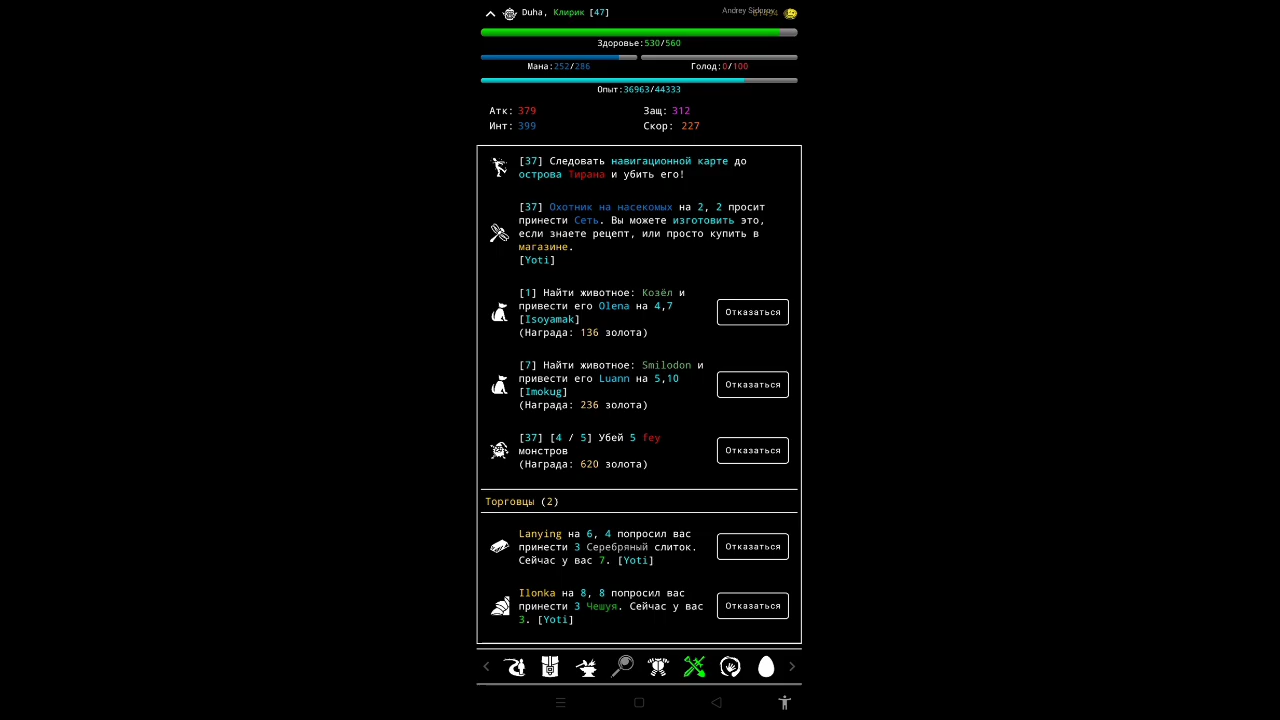 Duha, Клирик [47]
Andrey Sidorov
Здоровье:530/560
Мана:252/286
Голод:0/100
Опыт:36963/44333
Атк: 379
Защ: 312
Инт: 399
Скор: 227
[37] Следовать навигационной карте до
острова Тирана и убить его!
[37] Охотник на насекомых на 2, 2 просит
принести Сеть. Вы можете изготовить это,
если знаете рецепт, или просто купить в
магазине.
[Yoti]
[1] Найти животное: Козёл и
привести его Olena на 4,7
[Isoyamak]
(Награда: 136 золота)
Отказаться
[7] Найти животное: Smilodon и
привести его Luann на 5,10
[Imokug]
(Награда: 236 золота)
Отказаться
[37] [4 / 5] Убей 5 fey
монстров
(Награда: 620 золота)
Отказаться
Торговцы (2)
Lanying на 6, 4 попросил вас
принести 3 Серебряный слиток.
Сейчас у вас 7. [Yoti]
Отказаться
Ilonka на 8, 8 попросил вас
принести 3 Чешуя. Сейчас у вас
3. [Yoti]
Отказаться